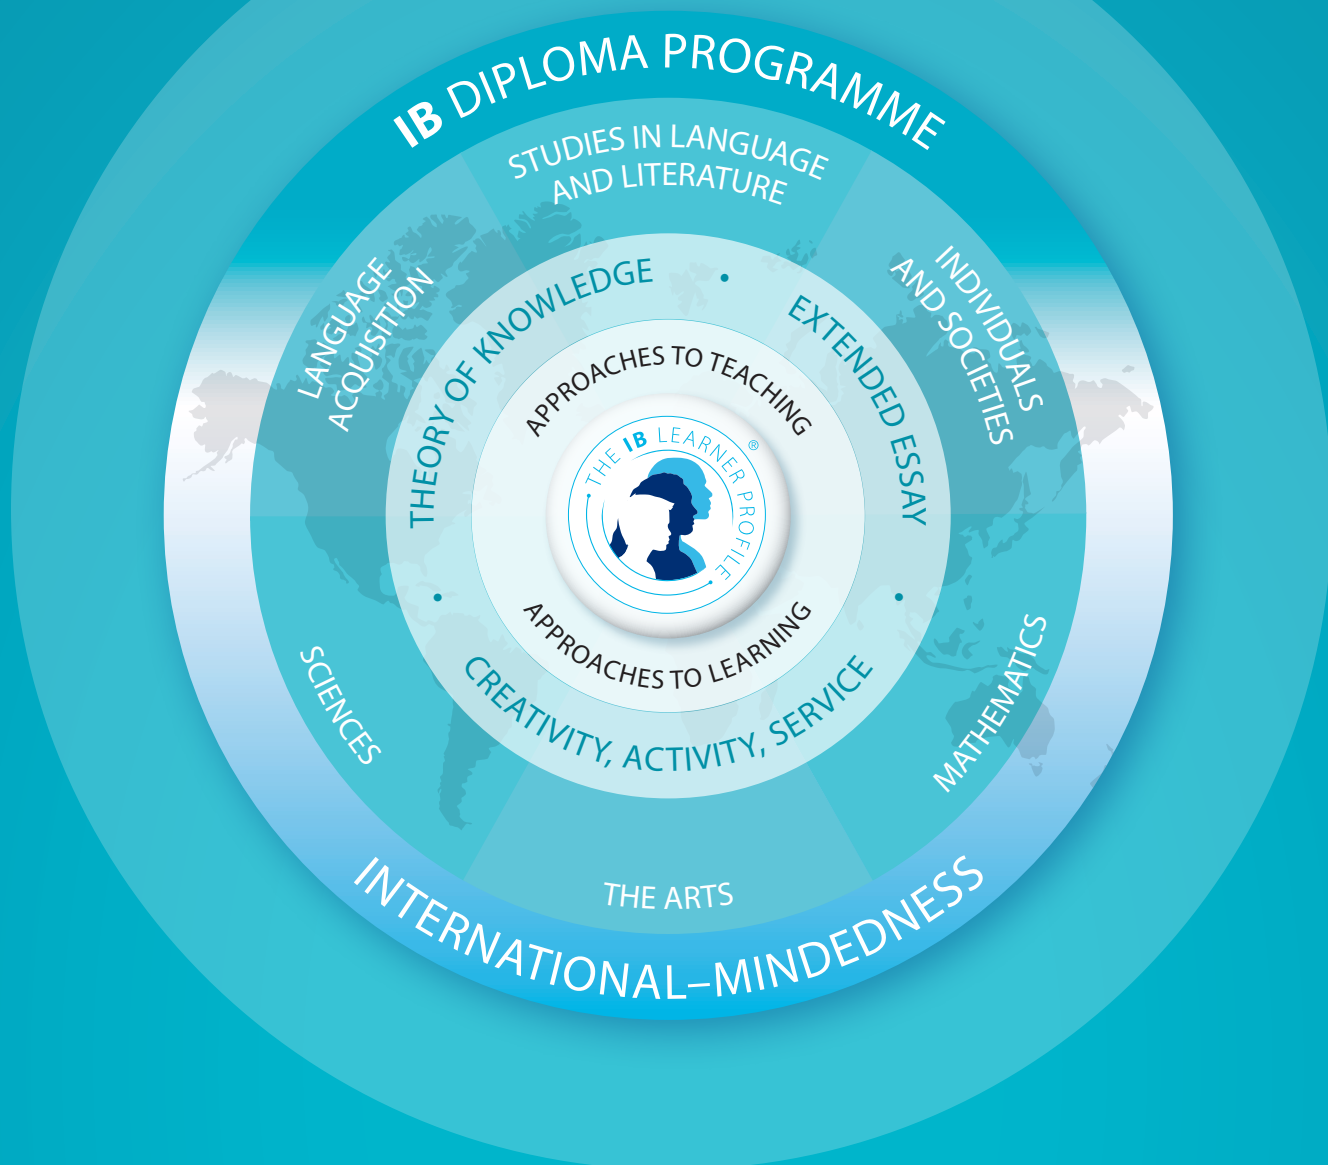 IB DIPLOMA PROGRAMME
STUDIES IN LANGUAGE
AND LITERATURE
LANGUAGE
ACQUISITION
INDIVIDUALS
AND SOCIETIES
THEORY OF KNOWLEDGE
EXTENDED ESSAY
APPROACHES TO TEACHING
THE IB LEARNER PROFILE ®
APPROACHES TO LEARNING
CREATIVITY, ACTIVITY, SERVICE
SCIENCES
MATHEMATICS
THE ARTS
INTERNATIONAL–MINDEDNESS